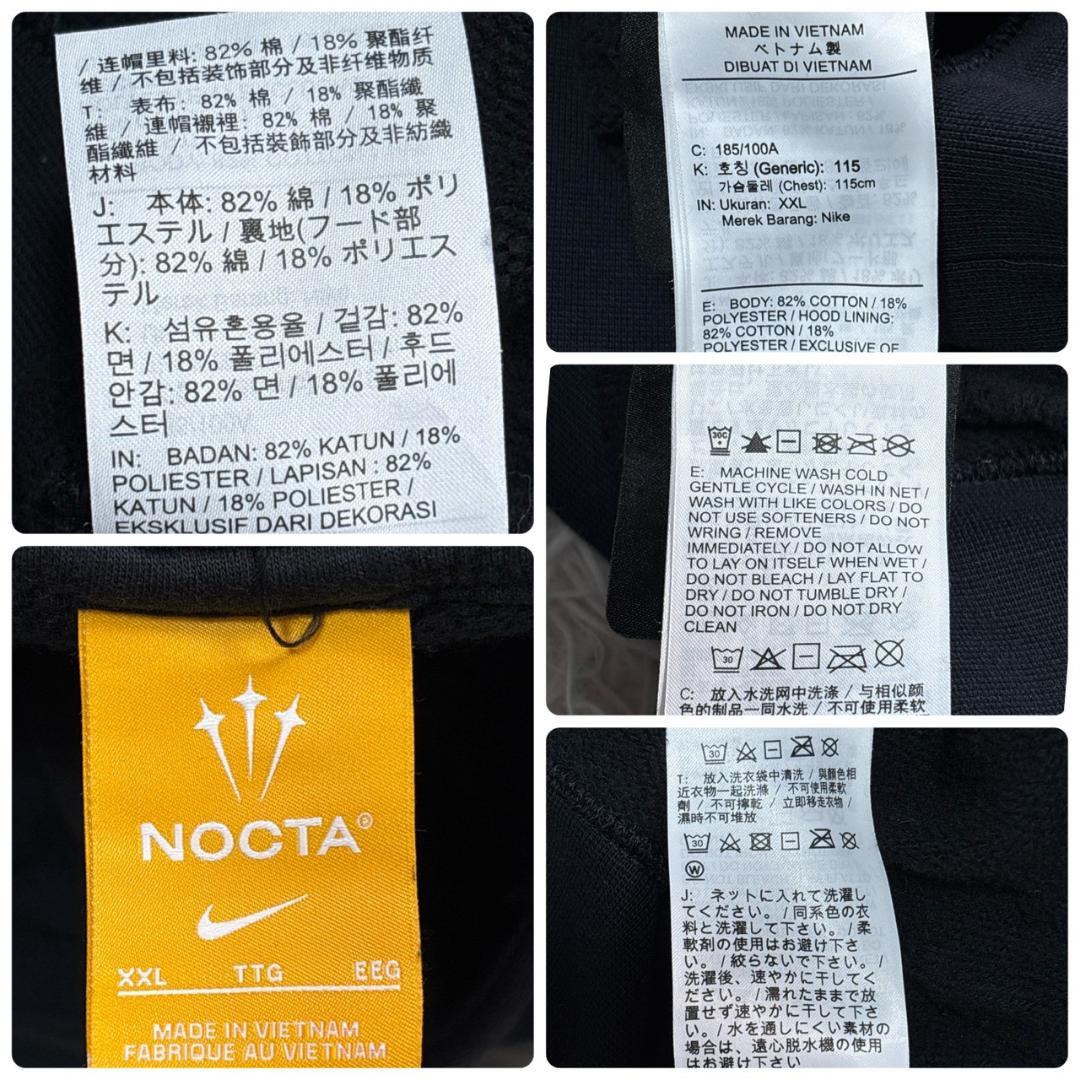 / 连帽里料: 82% 棉 / 18% 聚酯纤
维 / 不包括装饰部分及非纤维物质
T: 表布: 82% 棉 / 18% 聚酯纖
維 / 連帽襯裡: 82% 棉 / 18% 聚
酯纖維 / 不包括裝飾部分及非紡織
材料
J: 本体: 82% 綿 / 18% ポリ
エステル / 裏地(フード部
分): 82% 綿 / 18% ポリエス
テル
K: 섬유혼용율 / 겉감: 82%
면 / 18% 폴리에스터 / 후드
안감: 82% 면 / 18% 폴리에
스터
IN: BADAN: 82% KATUN / 18%
POLIESTER / LAPISAN : 82%
KATUN / 18% POLIESTER /
EKSKLUSIF DARI DEKORASI
MADE IN VIETNAM
ベトナム製
DIBUAT DI VIETNAM
C: 185/100A
K: 호칭 (Generic): 115
가슴둘레 (Chest): 115cm
IN: Ukuran: XXL
Merek Barang: Nike
E: BODY: 82% COTTON / 18%
POLYESTER / HOOD LINING:
82% COTTON / 18%
POLYESTER / EXCLUSIVE OF
30C
E: MACHINE WASH COLD
GENTLE CYCLE / WASH IN NET /
WASH WITH LIKE COLORS / DO
NOT USE SOFTENERS / DO NOT
WRING / REMOVE
IMMEDIATELY / DO NOT ALLOW
TO LAY ON ITSELF WHEN WET /
DO NOT BLEACH / LAY FLAT TO
DRY / DO NOT TUMBLE DRY /
DO NOT IRON / DO NOT DRY
CLEAN
30
C: 放入水洗网中洗涤 / 与相似颜
色的制品一同水洗 / 不可使用柔软
NOCTA®
XXL TTG EEG
MADE IN VIETNAM
FABRIQUE AU VIETNAM
30
T: 放入洗衣袋中清洗 / 與顏色相
近衣物一起洗滌 / 不可使用柔軟
劑 / 不可擰乾 / 立即移走衣物 /
濕時不可堆放
30
W
J: ネットに入れて洗濯し
てください。/ 同系色の衣
料と洗濯して下さい。/ 柔
軟剤の使用はお避け下さ
い。/ 絞らないで下さい。/
洗濯後、速やかに干してく
ださい。/ 濡れたままで放
置せず速やかに干して下さ
い。/ 水を通しにくい素材の
場合は、遠心脱水機の使用
はお避け下さい